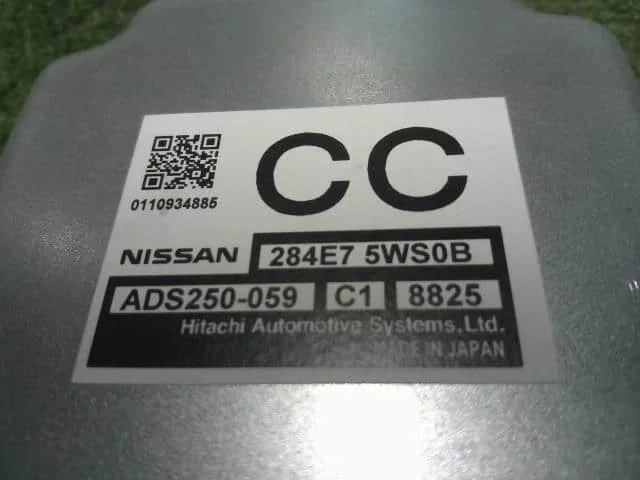 CC
0110934885
NISSAN 284E7 5WS0B
ADS250-059 C1 8825
Hitachi Automotive Systems,Ltd.
MADE IN JAPAN